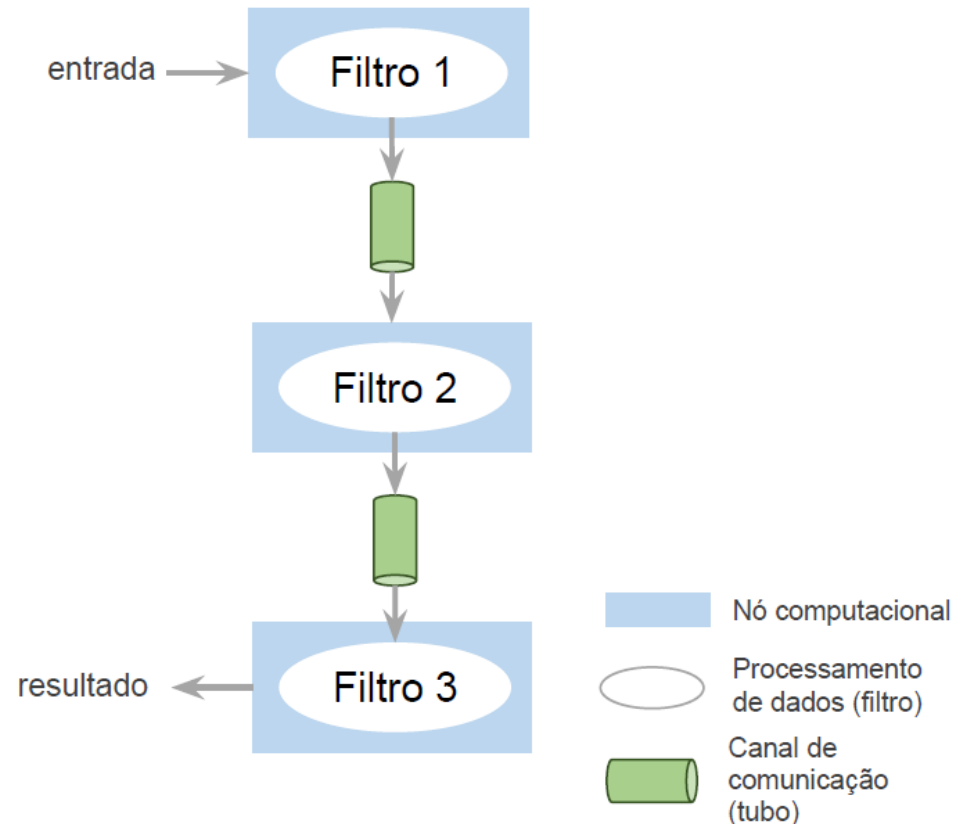 entrada
Filtro 1
Filtro 2
Filtro 3
resultado
Nó computacional
Processamento
de dados (filtro)
Canal de
comunicação
(tubo)